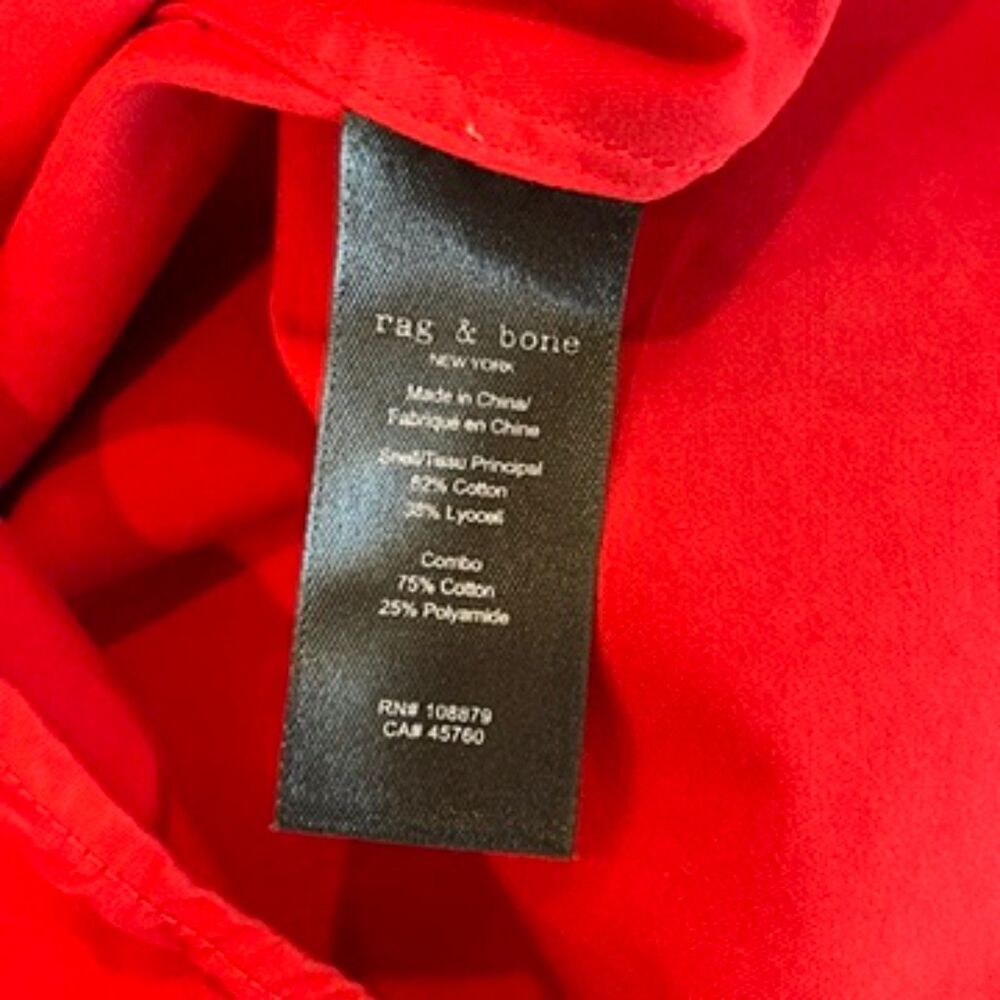 rag & bone
NEW YORK
Made in China/
Fabriqué en Chine
Shell/Tissu Principal
62% Cotton
38% Lyocell
Combo
75% Cotton
25% Polyamide
RN# 108879
CA# 45760